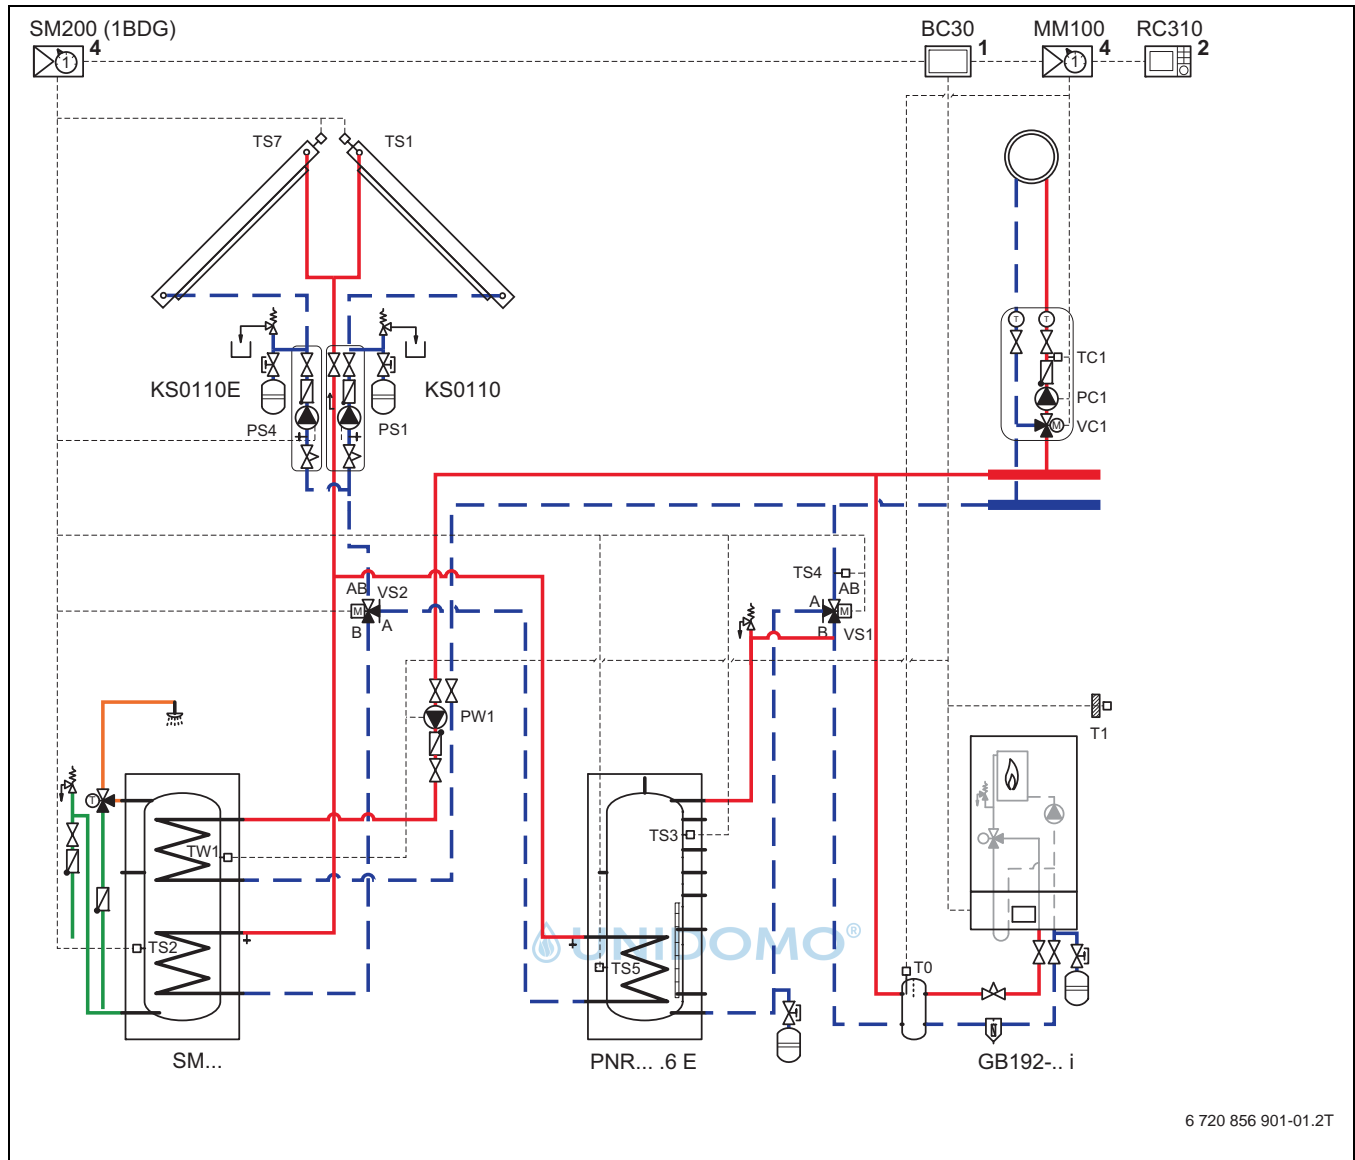 SM200 (1BDG)
4
BC30
1
MM100
4
RC310
2
1
1
TS7
TS1
T
T
TC1
KS0110E
KS0110
PC1
PS4
PS1
M
VC1
TS4
AB
VS2
AB
M
A
M
B
A
B
VS1
PW1
T1
T
TW1
TS3
TS2
UNIDOMO®
TS5
T0
SM...
PNR... .6 E
GB192-.. i
6 720 856 901-01.2T